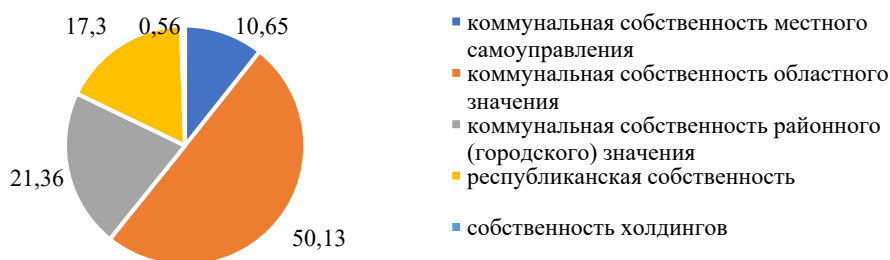 17,3
0,56
10,65
21,36
50,13
коммунальная собственность местного
самоуправления
коммунальная собственность областного
значения
коммунальная собственность районного
(городского) значения
республиканская собственность
собственность холдингов